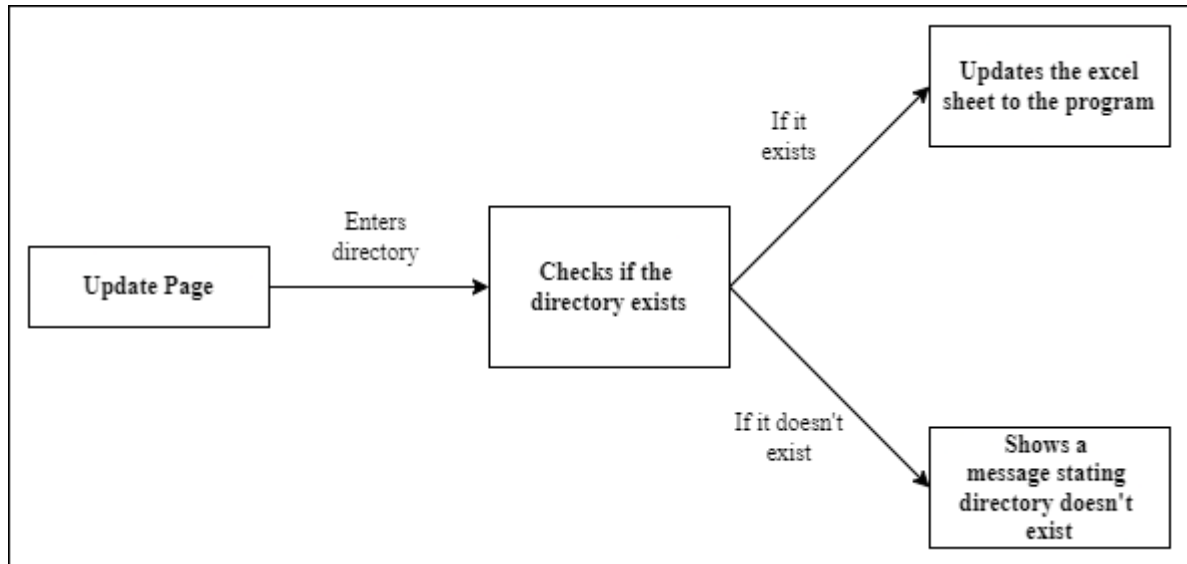 Update Page
Enters
directory
Checks if the
directory exists
If it
exists
Updates the excel
sheet to the program
If it doesn't
exist
Shows a
message stating
directory doesn't
exist